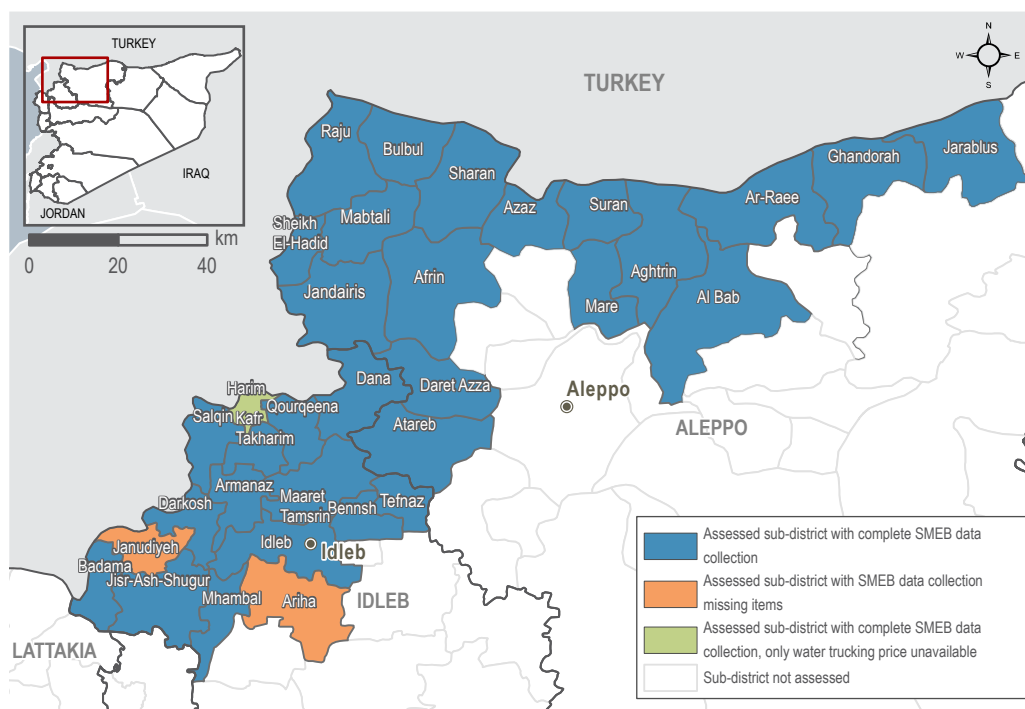 TURKEY
IRAQ
JORDAN
km
0 20 40
N
W E
S
TURKEY
Raju
Bulbul
Sharan
Ghandorah
Jarablus
Azaz
Suran
Ar-Raee
Mabtali
Sheikh
El-Hadid
Afrin
Aghtrin
Jandairis
Mare
Al Bab
Dana
Daret Azza
Aleppo
Harim
Qourqeena
Salqin
Kafr
Takharim
Atareb
ALEPPO
Armanaz
Maaret
Tamsrin
Bennsh
Tefnaz
Darkosh
Idleb
Idleb
Janudiyeh
Badama
Jisr-Ash-Shugur
Mhambal
Ariha
IDLEB
LATTAKIA
Assessed sub-district with complete SMEB data
collection
Assessed sub-district with SMEB data collection
missing items
Assessed sub-district with complete SMEB data
collection, only water trucking price unavailable
Sub-district not assessed